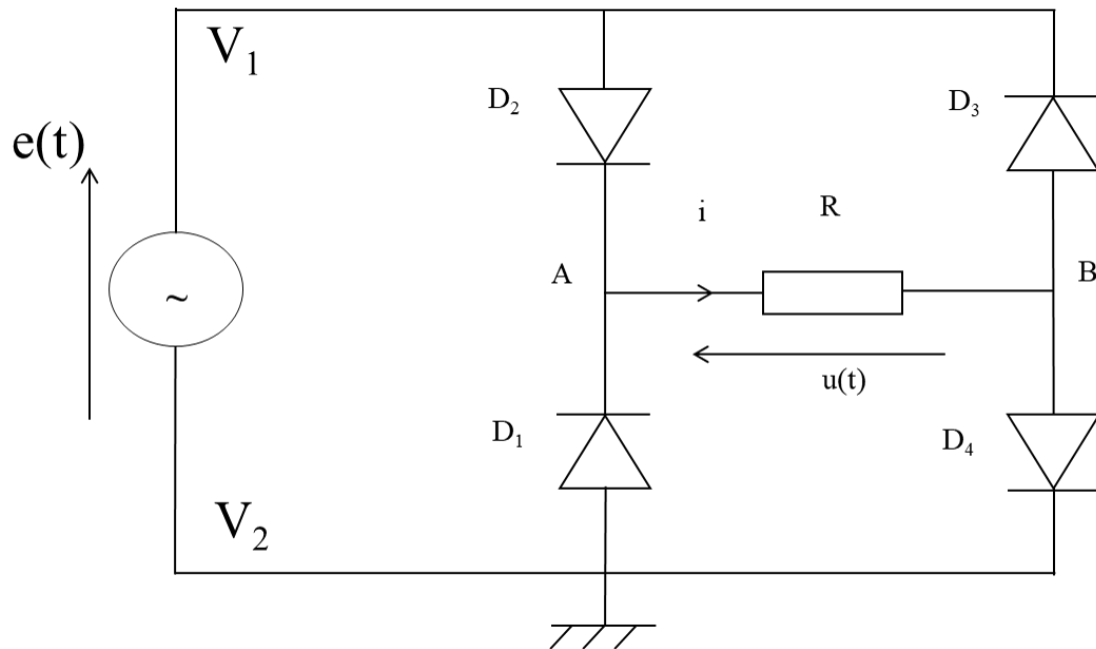 V₁
D₂
D₃
e(t)
i
R
~
A
B
u(t)
D₁
D₄
V₂